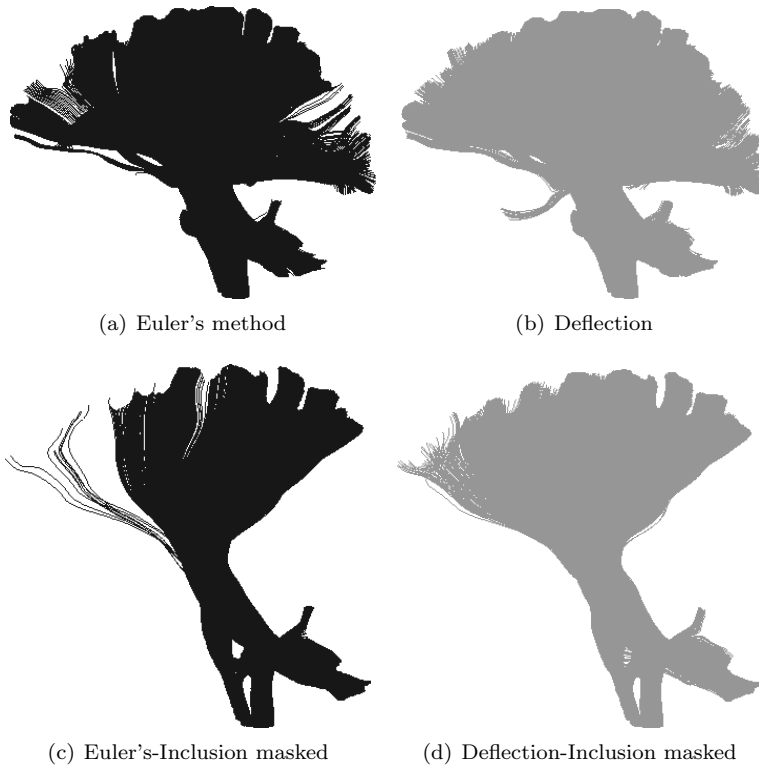 (a) Euler's method
(b) Deflection
(c) Euler's-Inclusion masked
(d) Deflection-Inclusion masked